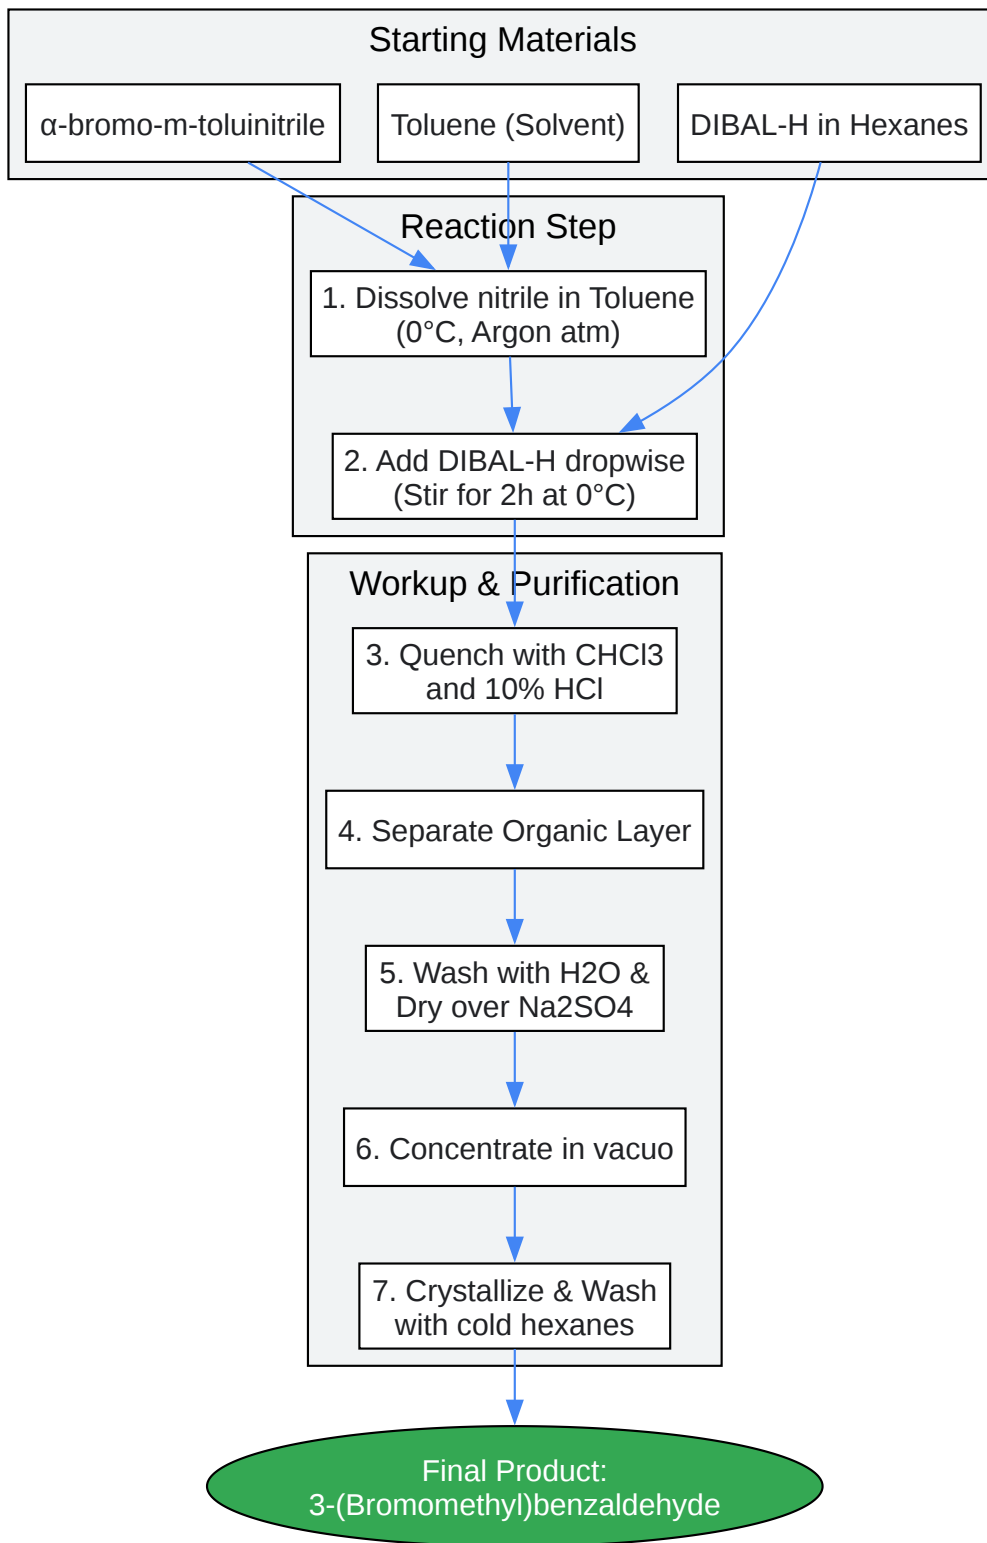 Starting Materials
α-bromo-m-toluinitrile
Toluene (Solvent)
DIBAL-H in Hexanes
Reaction Step
1. Dissolve nitrile in Toluene
(0°C, Argon atm)
2. Add DIBAL-H dropwise
(Stir for 2h at 0°C)
Workup & Purification
3. Quench with CHCl3
and 10% HCl
4. Separate Organic Layer
5. Wash with H2O &
Dry over Na2SO4
6. Concentrate in vacuo
7. Crystallize & Wash
with cold hexanes
Final Product:
3-(Bromomethyl)benzaldehyde